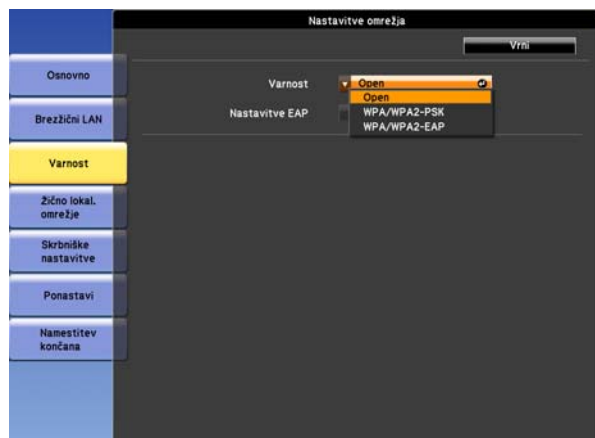 Nastavitve omrežja
Vrni
Osnovno
Brezžični LAN
Varnost
Žično lokal.
omrežje
Skrbniške
nastavitve
Ponastavi
Namestitev
končana
Varnost
Open
Open
WPA/WPA2-PSK
WPA/WPA2-EAP
Nastavitve EAP